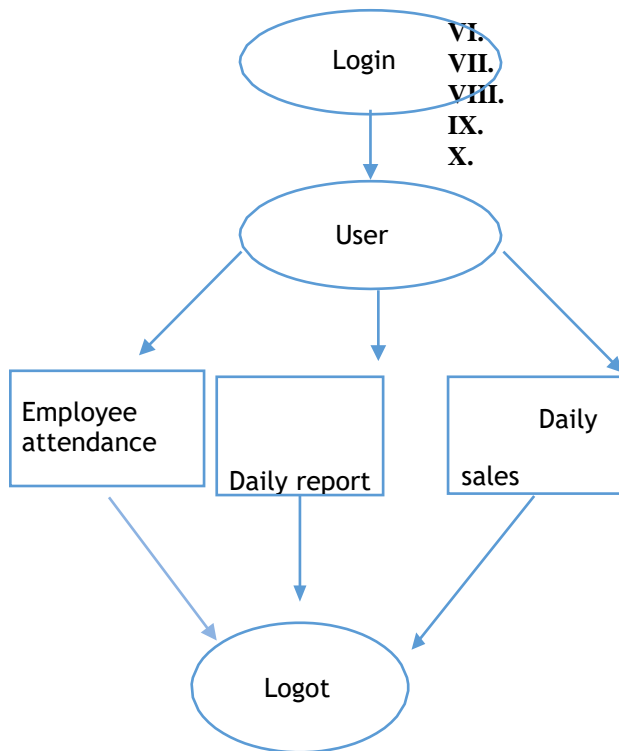 VI.
Login
VII.
VIII.
IX.
X.
User
Employee
attendance
Daily report
Daily
sales
Logot